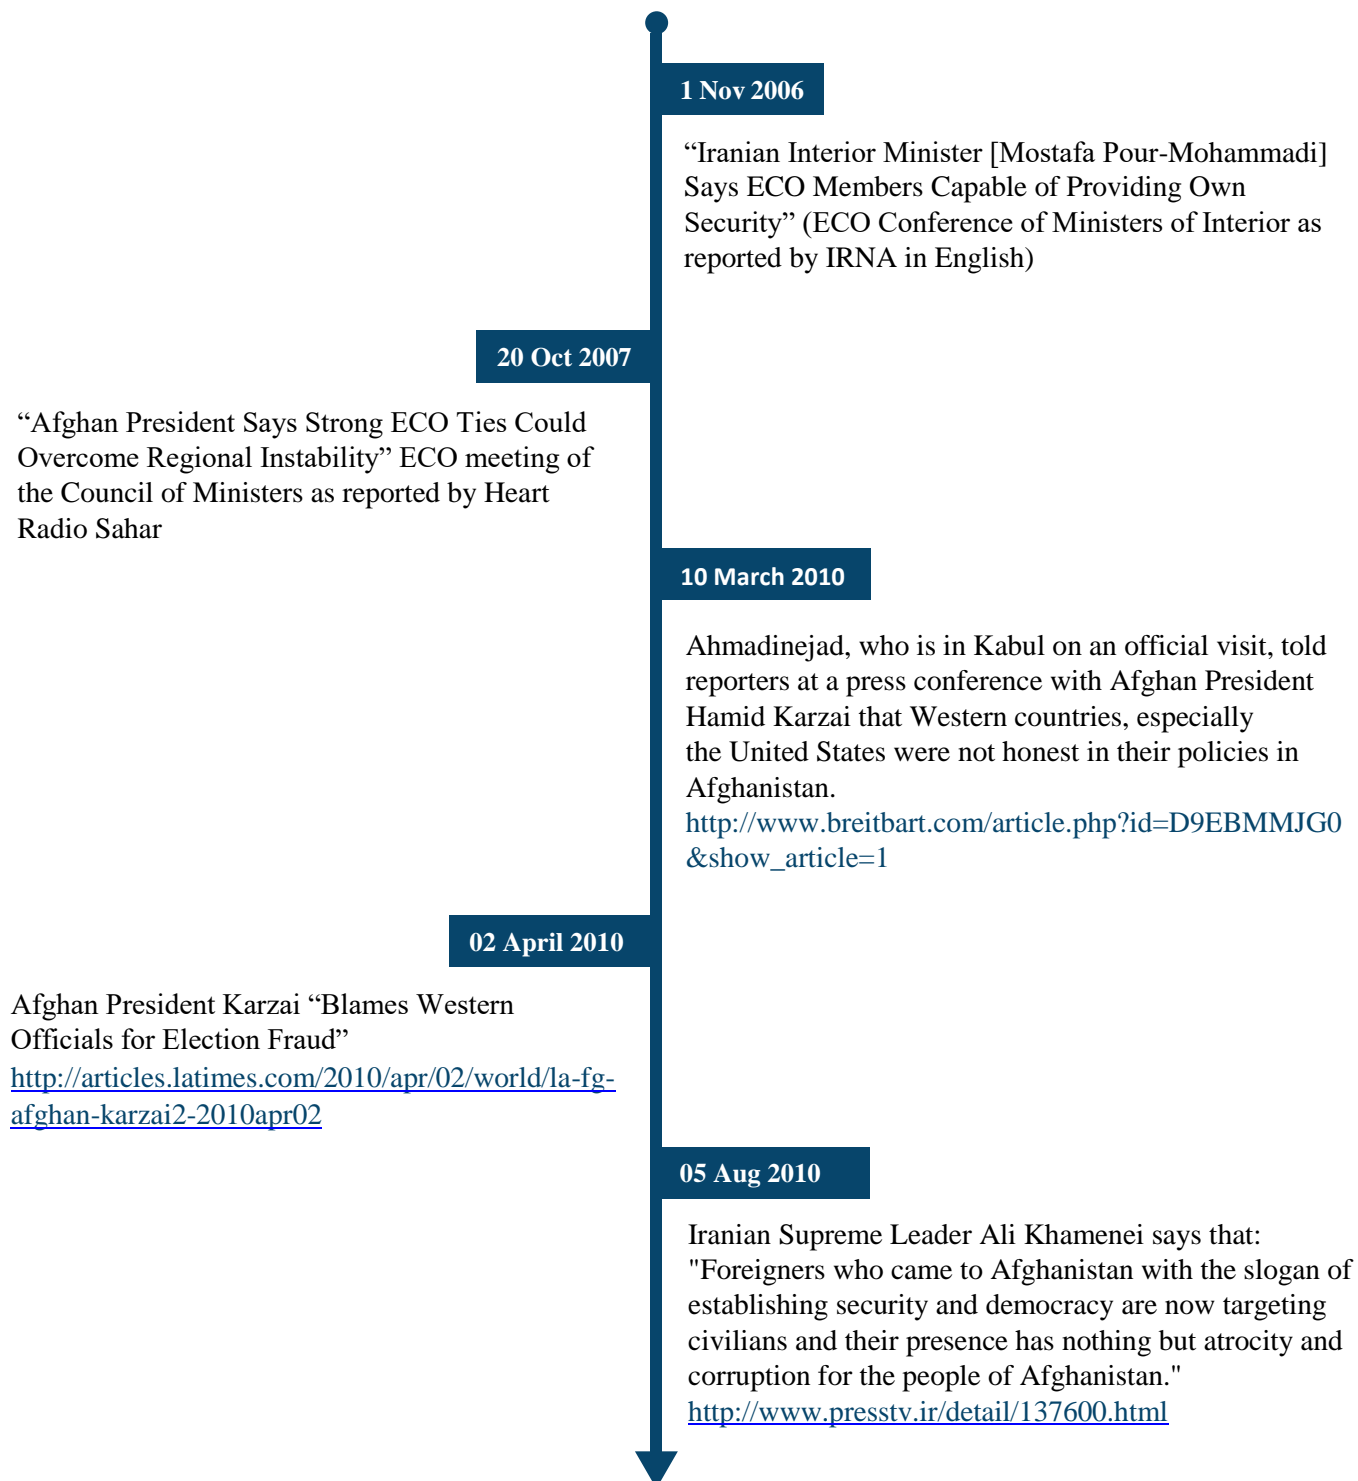 1 Nov 2006
“Iranian Interior Minister [Mostafa Pour-Mohammadi]
Says ECO Members Capable of Providing Own
Security” (ECO Conference of Ministers of Interior as
reported by IRNA in English)
20 Oct 2007
“Afghan President Says Strong ECO Ties Could
Overcome Regional Instability” ECO meeting of
the Council of Ministers as reported by Heart
Radio Sahar
10 March 2010
Ahmadinejad, who is in Kabul on an official visit, told
reporters at a press conference with Afghan President
Hamid Karzai that Western countries, especially
the United States were not honest in their policies in
Afghanistan.
http://www.breitbart.com/article.php?id=D9EBMMJG0
&show_article=1
02 April 2010
Afghan President Karzai “Blames Western
Officials for Election Fraud”
http://articles.latimes.com/2010/apr/02/world/la-fg-
afghan-karzai2-2010apr02
05 Aug 2010
Iranian Supreme Leader Ali Khamenei says that:
"Foreigners who came to Afghanistan with the slogan of
establishing security and democracy are now targeting
civilians and their presence has nothing but atrocity and
corruption for the people of Afghanistan."
http://www.presstv.ir/detail/137600.html